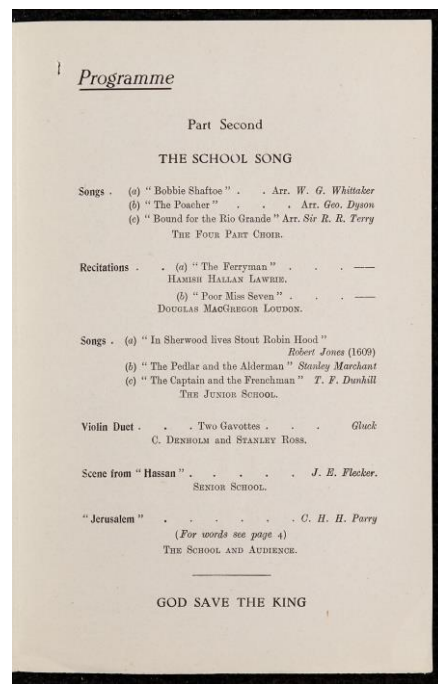 Programme
Part Second
THE SCHOOL SONG
Songs . (a) " Bobbie Shaftoe " . . Arr. W. G. Whittaker
(b) " The Poacher " . . . Arr. Geo. Dyson
(c) " Bound for the Rio Grande " Arr. Sir R. R. Terry
THE FOUR PART CHOIR.
Recitations . . (a) " The Ferryman " . . . ——
HAMISH HALLAN LAWRIE.
(b) " Poor Miss Seven " . . . ——
DOUGLAS MACGREGOR LOUDON.
Songs . (a) " In Sherwood lives Stout Robin Hood "
Robert Jones (1609)
(b) " The Pedlar and the Alderman " Stanley Marchant
(c) " The Captain and the Frenchman " T. F. Dunhill
THE JUNIOR SCHOOL.
Violin Duet . . . Two Gavottes . . . Gluck
C. DENHOLM and STANLEY ROSS.
Scene from " Hassan " . . . . . J. E. Flecker.
SENIOR SCHOOL.
" Jerusalem " . . . . . . C. H. H. Parry
(For words see page 4)
THE SCHOOL AND AUDIENCE.
GOD SAVE THE KING